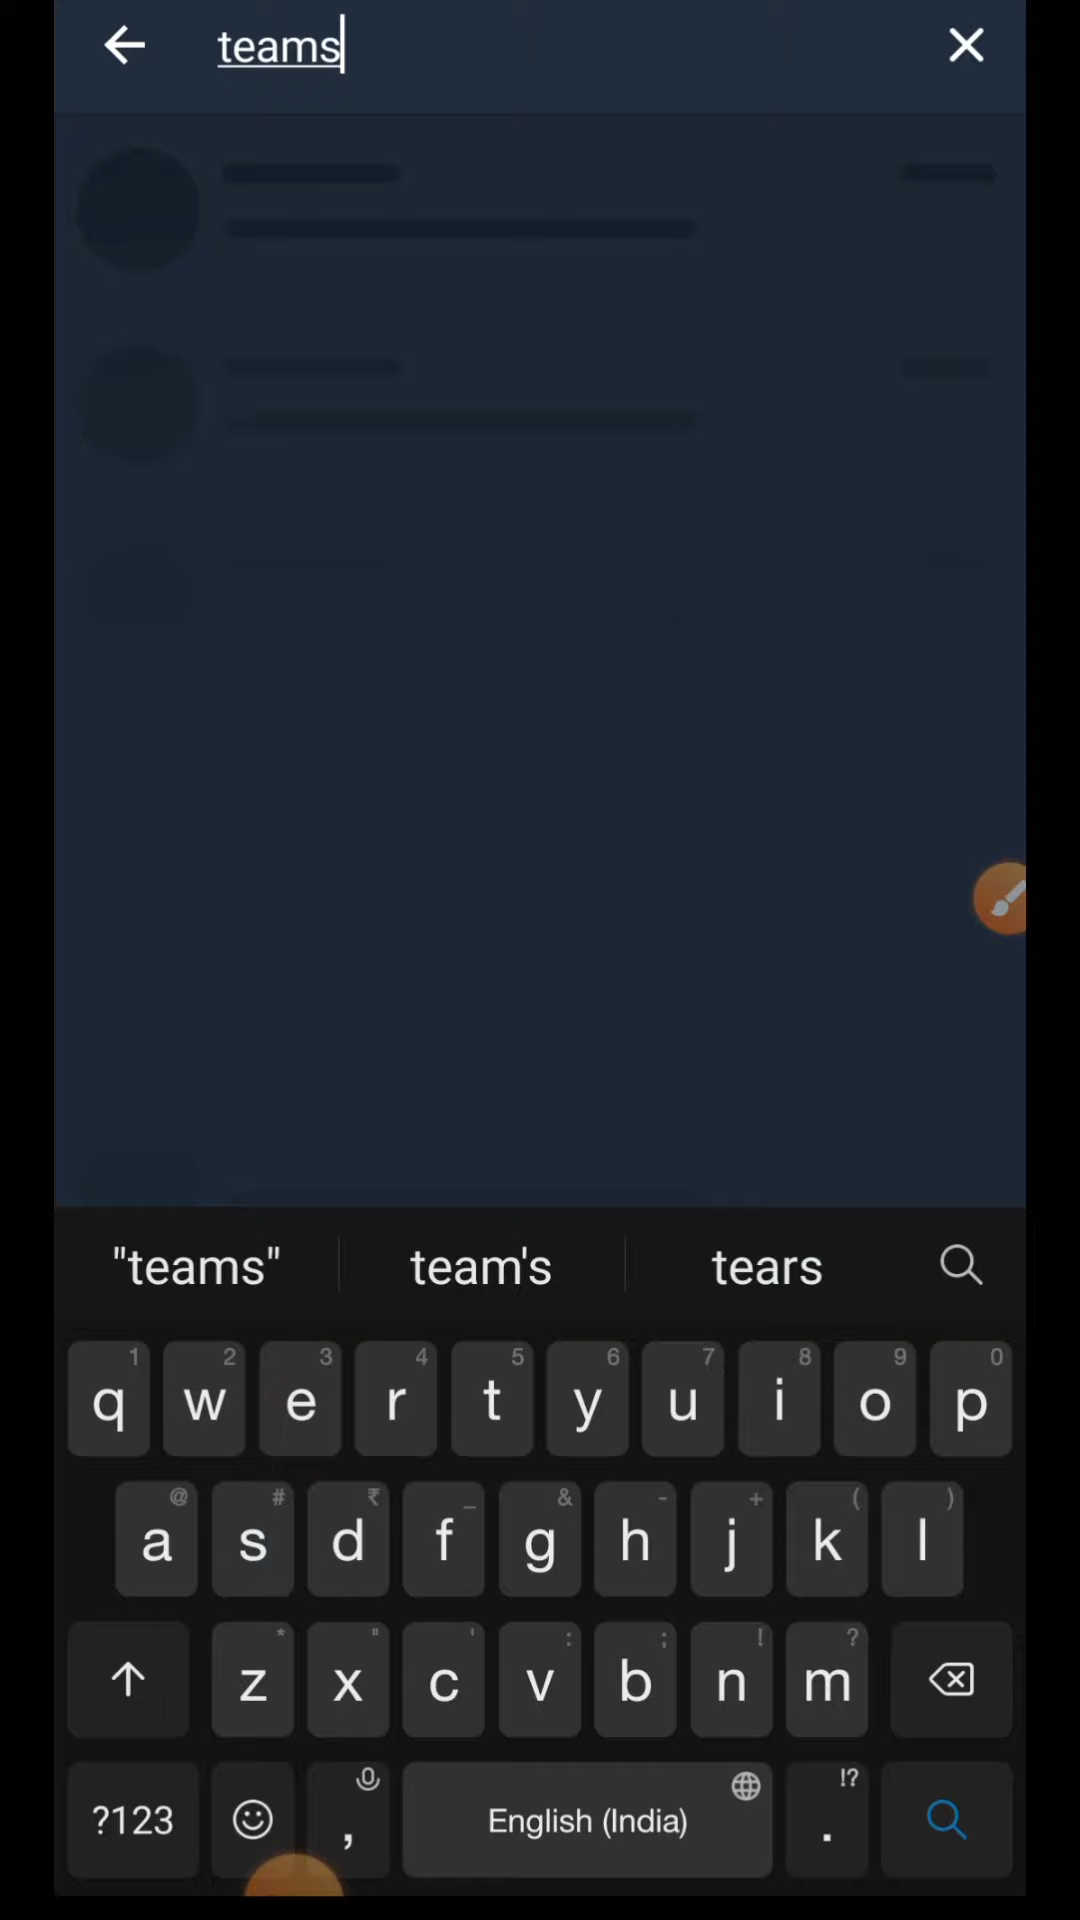 teams
"teams" team's tears
1 2 3 4 5 6 7 8 9 0
q w e r t y u i o p
@ # ₹ _ & - + ( )
a s d f g h j k l
* " ' : ; ! ?
z x c v b n m
!?
?123 , English (India) .